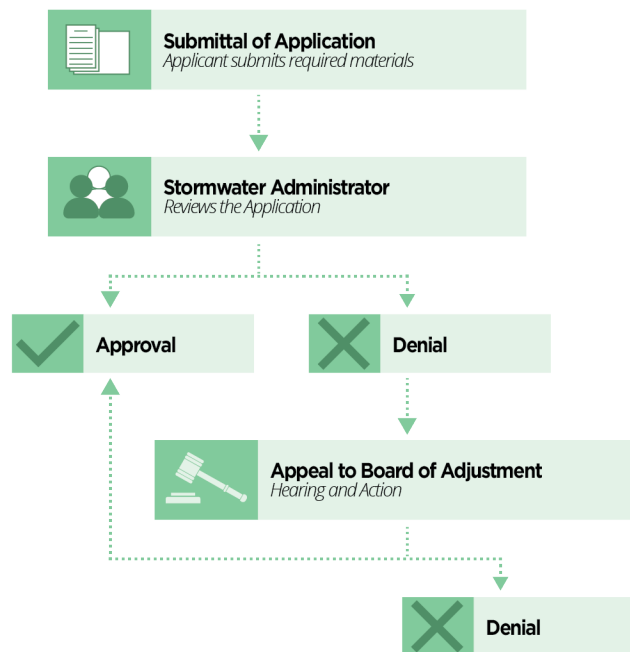 Submittal of Application
Applicant submits required materials
Stormwater Administrator
Reviews the Application
Approval
Denial
Appeal to Board of Adjustment
Hearing and Action
Denial